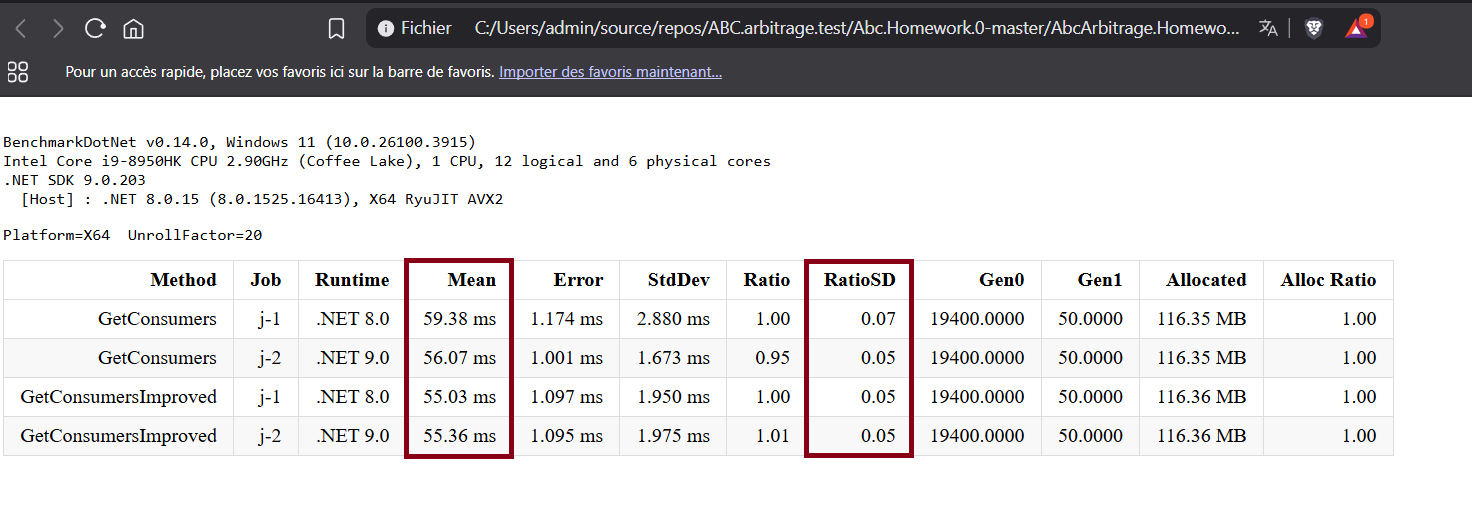 Fichier C:/Users/admin/source/repos/ABC.arbitrage.test/Abc.Homework.0-master/AbcArbitrage.Homewo... 1
Pour un accès rapide, placez vos favoris ici sur la barre de favoris. Importer des favoris maintenant...
BenchmarkDotNet v0.14.0, Windows 11 (10.0.26100.3915)
Intel Core i9-8950HK CPU 2.90GHz (Coffee Lake), 1 CPU, 12 logical and 6 physical cores
.NET SDK 9.0.203
[Host] : .NET 8.0.15 (8.0.1525.16413), X64 RyuJIT AVX2
Platform=X64 UnrollFactor=20
Method Job Runtime Mean Error StdDev Ratio RatioSD Gen0 Gen1 Allocated Alloc Ratio
GetConsumers j-1 .NET 8.0 59.38 ms 1.174 ms 2.880 ms 1.00 0.07 19400.0000 50.0000 116.35 MB 1.00
GetConsumers j-2 .NET 9.0 56.07 ms 1.001 ms 1.673 ms 0.95 0.05 19400.0000 50.0000 116.35 MB 1.00
GetConsumersImproved j-1 .NET 8.0 55.03 ms 1.097 ms 1.950 ms 1.00 0.05 19400.0000 50.0000 116.36 MB 1.00
GetConsumersImproved j-2 .NET 9.0 55.36 ms 1.095 ms 1.975 ms 1.01 0.05 19400.0000 50.0000 116.36 MB 1.00